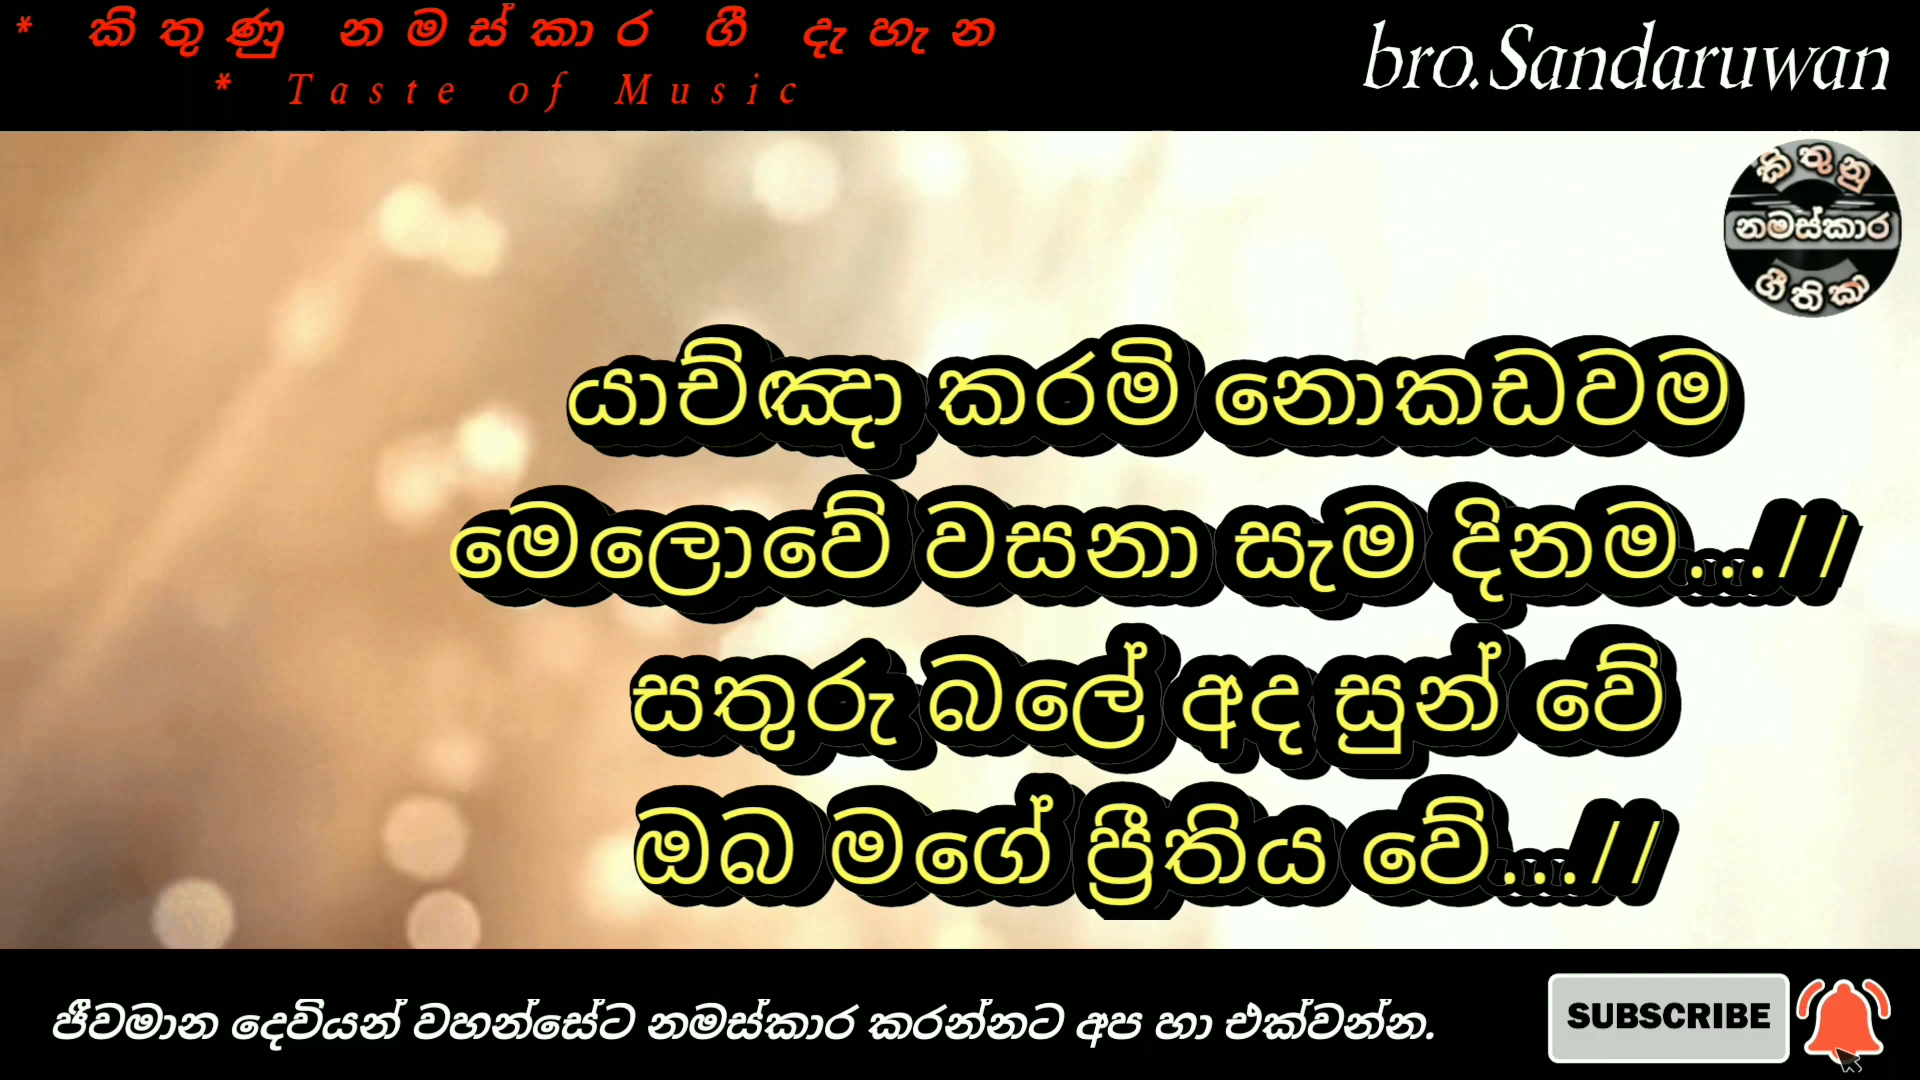 * කිතුණු නමස්කාර ගී දැහැන
* Taste of Music
bro.Sandaruwan
කිතුනු
නමස්කාර
ගීතිකා
යාච්ඤා කරමි නොකඩවම
මෙලොවේ වසනා සැම දිනම....//
සතුරු බලේ අද සුන් වේ
ඔබ මගේ ප්‍රීතිය වේ....//
ජීවමාන දෙවියන් වහන්සේට නමස්කාර කරන්නට අප හා එක්වන්න.
SUBSCRIBE